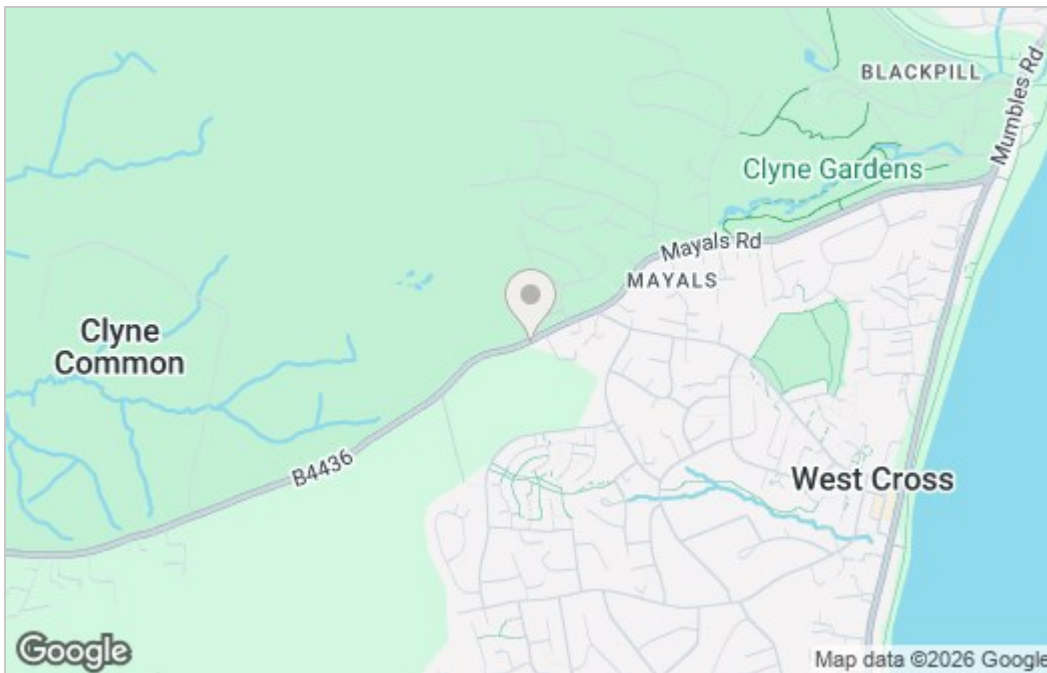 BLACKPILL
Mumbles Rd
Clyne Gardens
Mayals Rd
MAYALS
Clyne
Common
B4436
West Cross
Google
Map data ©2026 Google